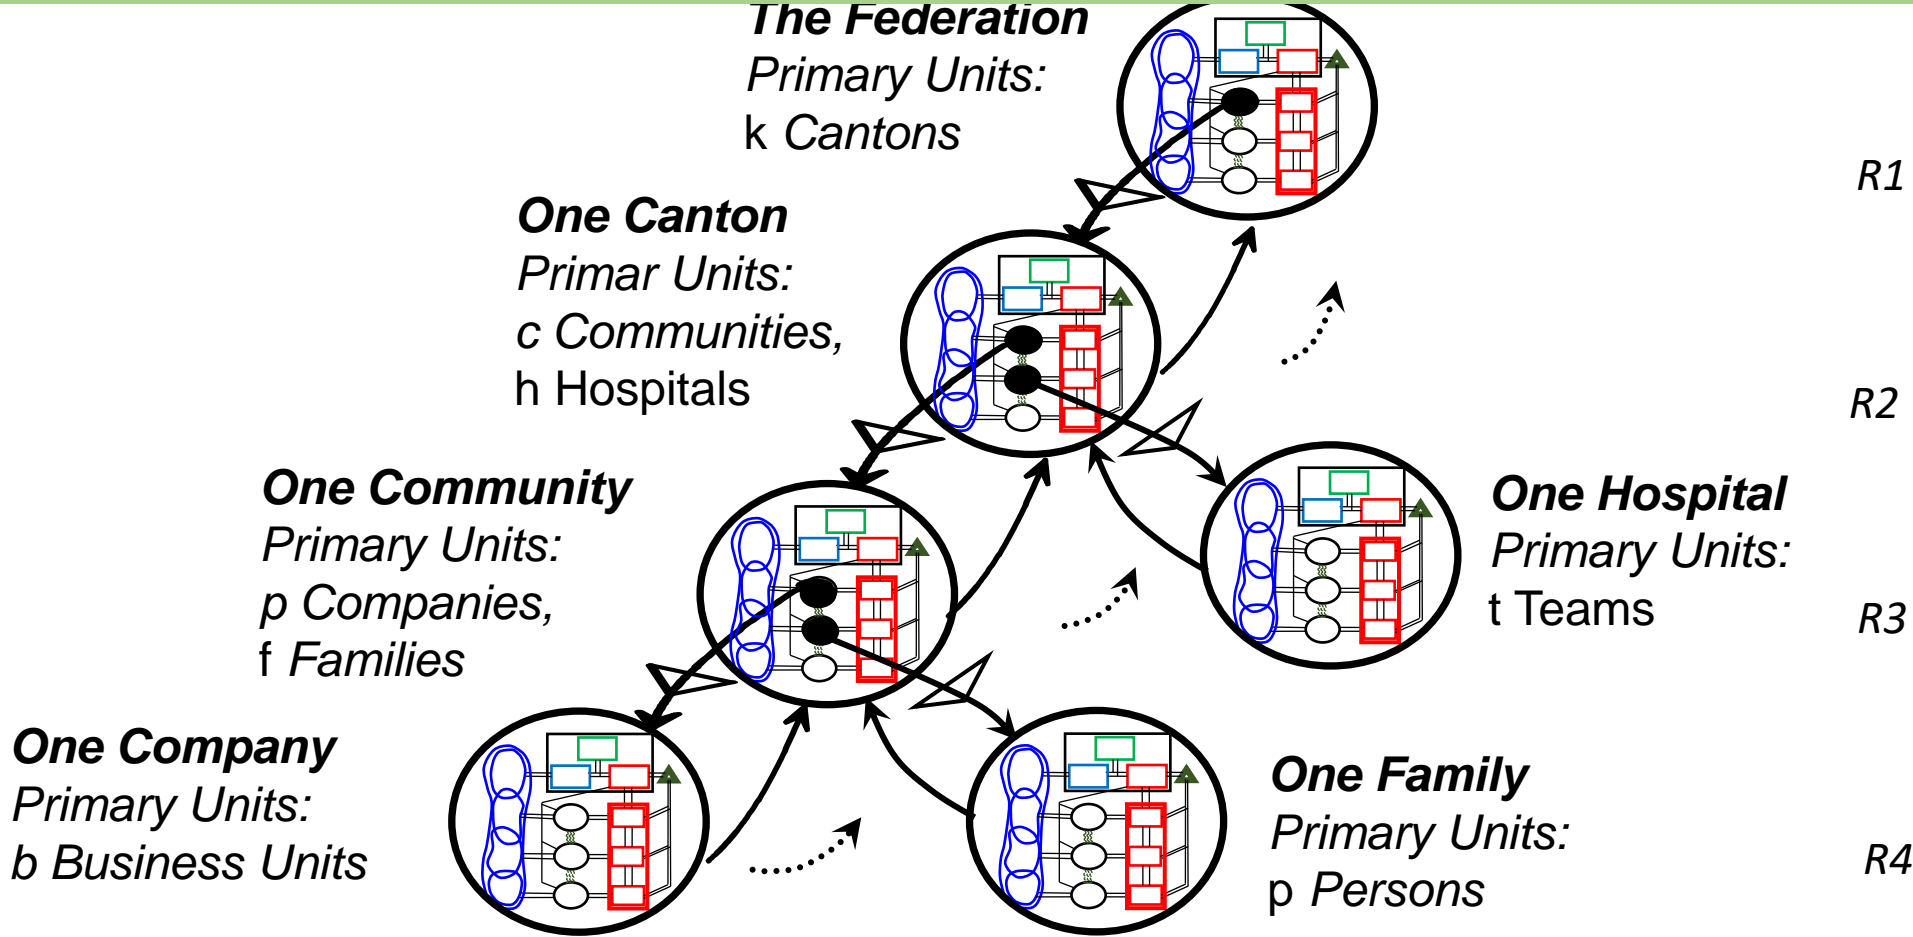 The Federation
Primary Units:
k Cantons
R1
One Canton
Primar Units:
c Communities,
h Hospitals
R2
One Community
Primary Units:
p Companies,
f Families
One Hospital
Primary Units:
t Teams
R3
One Company
Primary Units:
b Business Units
One Family
Primary Units:
p Persons
R4